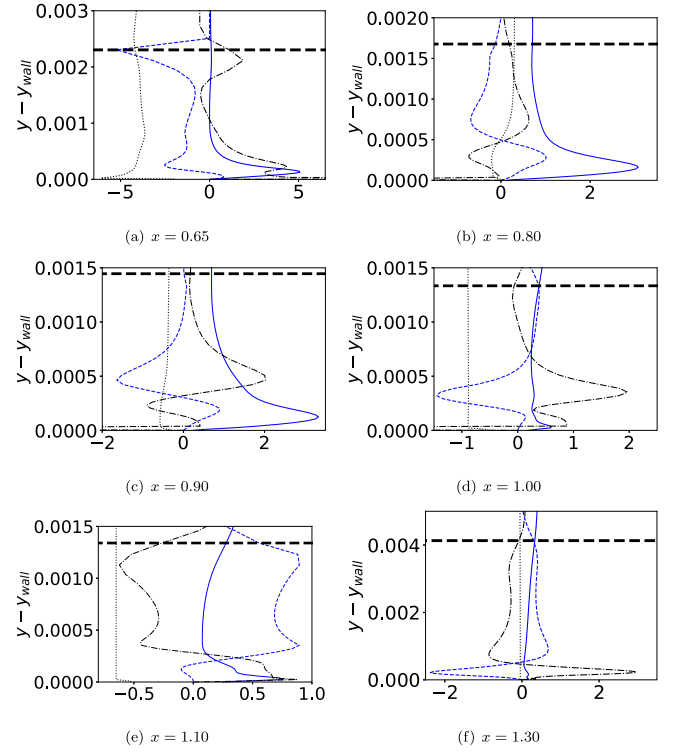 y − y_wall
0.003
0.002
0.001
0.000
−5 0 5
(a) x = 0.65
y − y_wall
0.0020
0.0015
0.0010
0.0005
0.0000
0 2
(b) x = 0.80
y − y_wall
0.0015
0.0010
0.0005
0.0000
−2 0 2
(c) x = 0.90
y − y_wall
0.0015
0.0010
0.0005
0.0000
−1 0 1 2
(d) x = 1.00
y − y_wall
0.0015
0.0010
0.0005
0.0000
−0.5 0.0 0.5 1.0
(e) x = 1.10
y − y_wall
0.004
0.002
0.000
−2 0 2
(f) x = 1.30